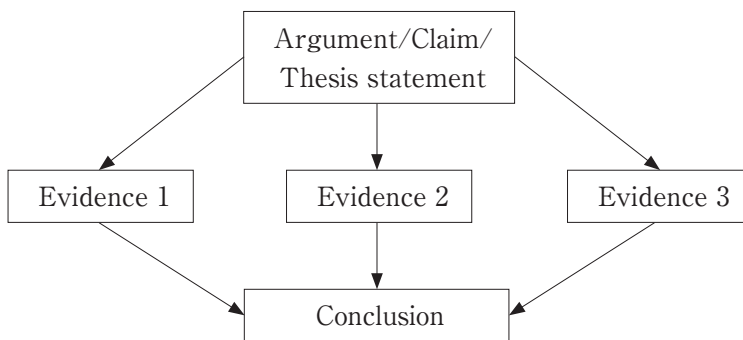 Argument/Claim/
Thesis statement
Evidence 1
Evidence 2
Evidence 3
Conclusion